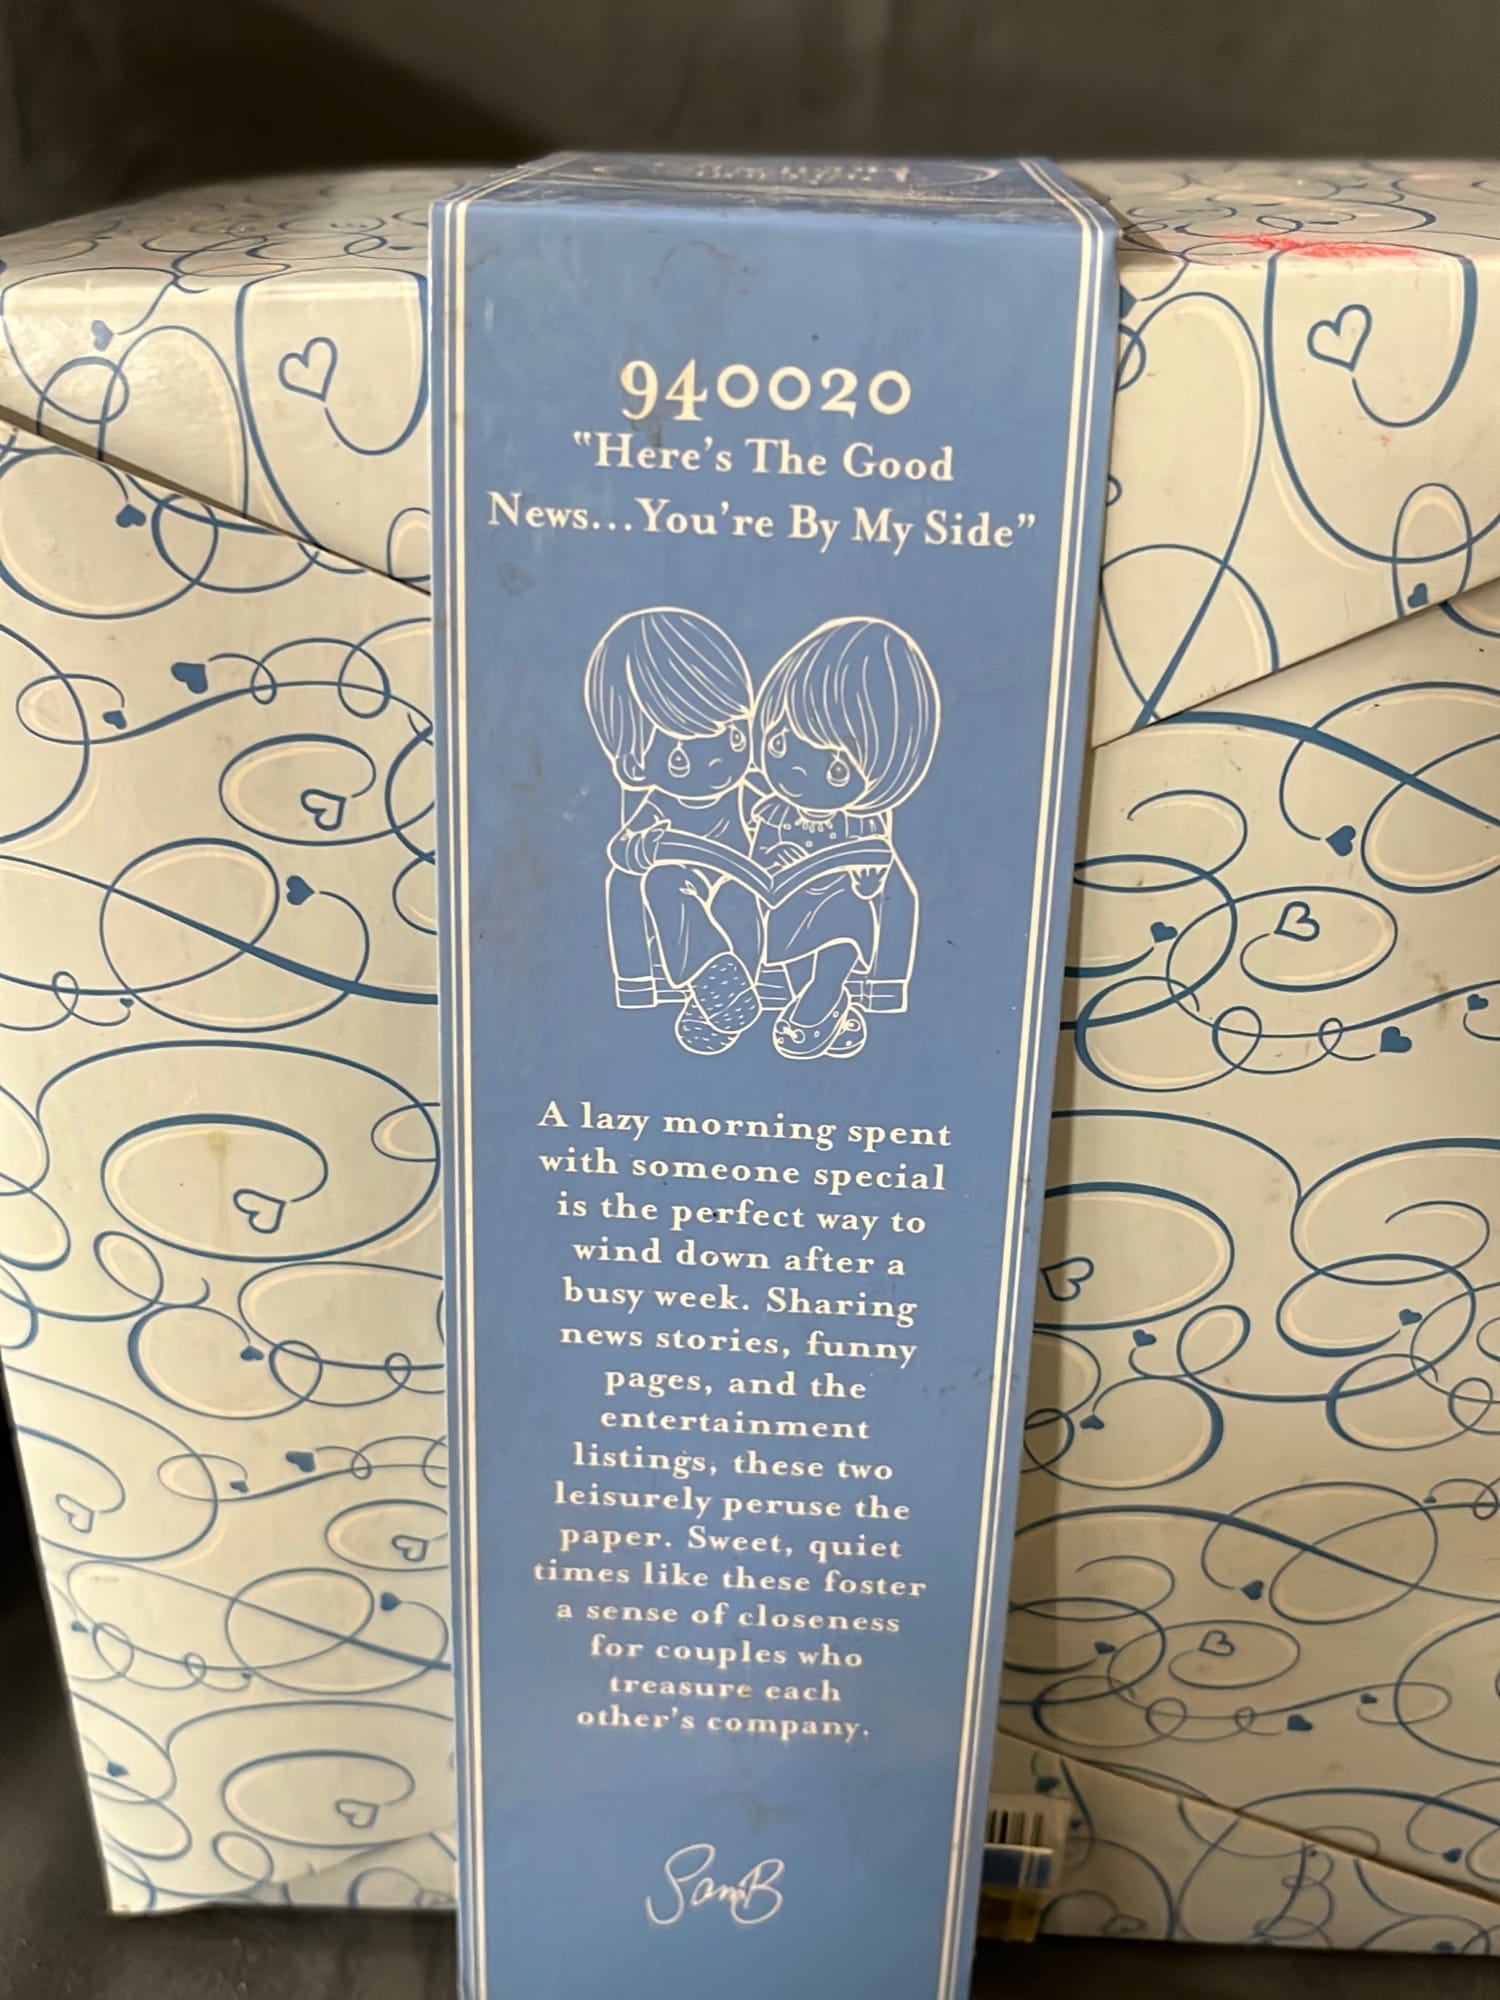 940020
"Here's The Good
News...You're By My Side"
A lazy morning spent
with someone special
is the perfect way to
wind down after a
busy week. Sharing
news stories, funny
pages, and the
entertainment
listings, these two
leisurely peruse the
paper. Sweet, quiet
times like these foster
a sense of closeness
for couples who
treasure each
other's company.
SamB